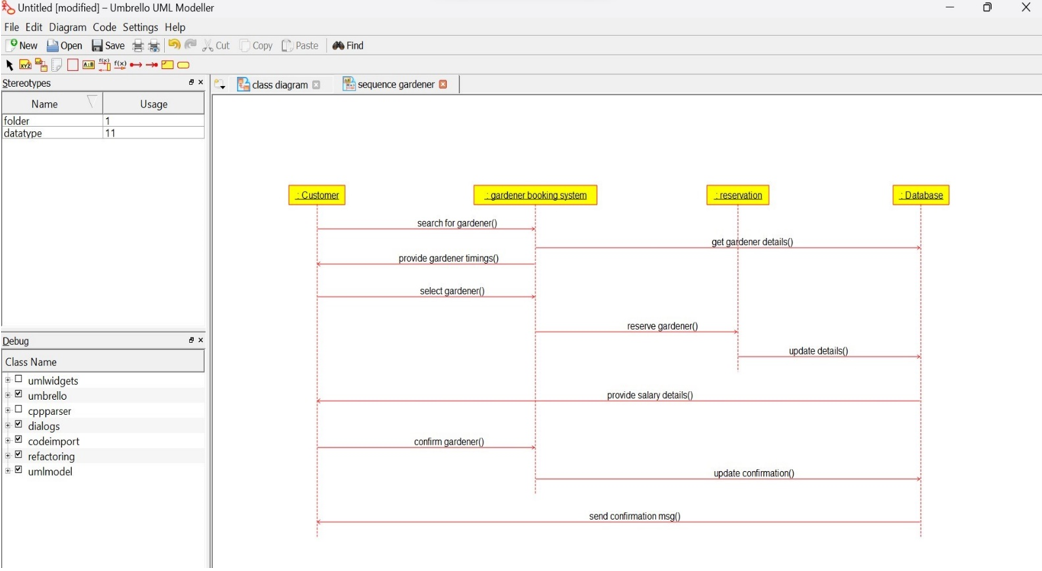 Untitled [modified] – Umbrello UML Modeller
File Edit Diagram Code Settings Help
New Open Save Cut Copy Paste Find
XYZ A:B f(x) f(x)
Stereotypes
class diagram sequence gardener
Name Usage
folder 1
datatype 11
: Customer : gardener booking system : reservation : Database
search for gardener()
get gardener details()
provide gardener timings()
select gardener()
reserve gardener()
update details()
provide salary details()
confirm gardener()
update confirmation()
send confirmation msg()
Debug
Class Name
umlwidgets
umbrello
cppparser
dialogs
codeimport
refactoring
umlmodel